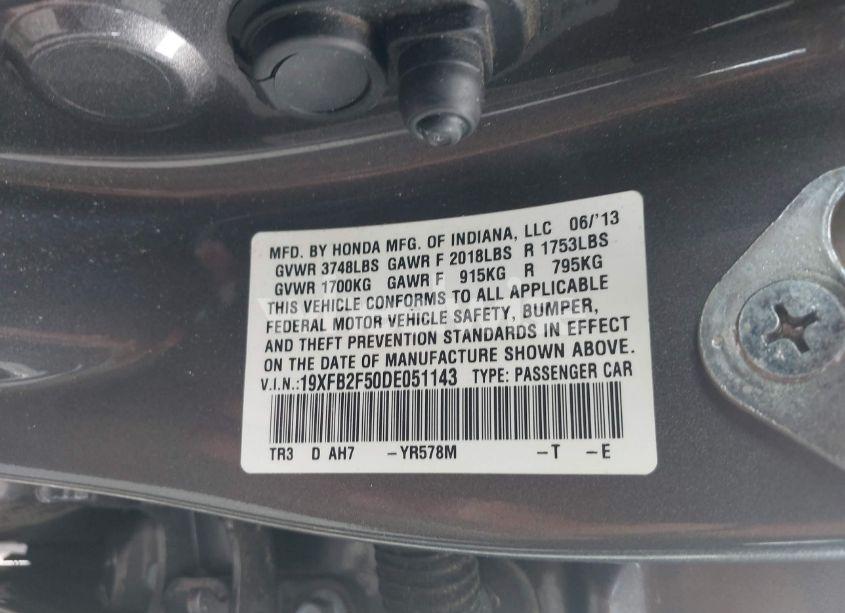 MFD. BY HONDA MFG. OF INDIANA, LLC 06/'13
GVWR 3748LBS GAWR F 2018LBS R 1753LBS
GVWR 1700KG GAWR F 915KG R 795KG
THIS VEHICLE CONFORMS TO ALL APPLICABLE
FEDERAL MOTOR VEHICLE SAFETY, BUMPER,
AND THEFT PREVENTION STANDARDS IN EFFECT
ON THE DATE OF MANUFACTURE SHOWN ABOVE.
V.I.N.:19XFB2F50DE051143 TYPE: PASSENGER CAR
TR3 D AH7 -YR578M -T -E